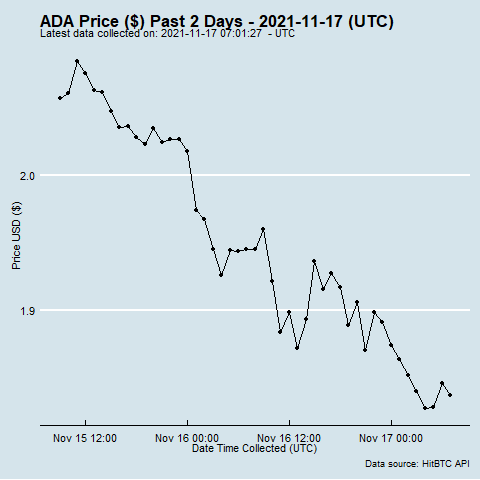 ADA Price ($) Past 2 Days - 2021-11-17 (UTC)
Latest data collected on: 2021-11-17 07:01:27  - UTC
Price USD ($)
2.0
1.9
Nov 15 12:00
Nov 16 00:00
Nov 16 12:00
Nov 17 00:00
Date Time Collected (UTC)
Data source: HitBTC API